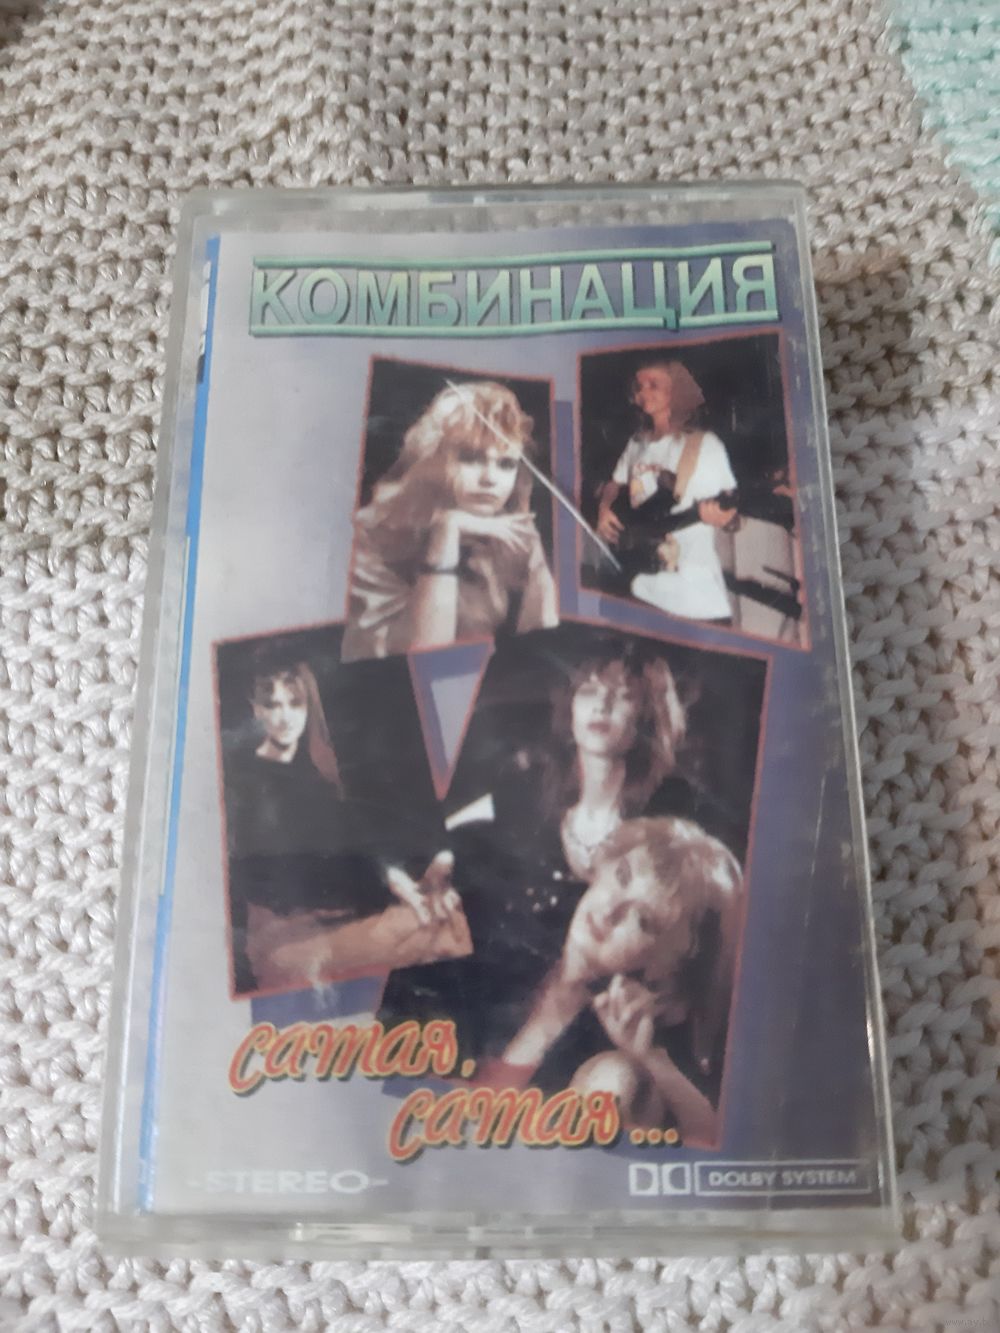 КОМБИНАЦИЯ
самая,
самая...
-STEREO-
DOLBY SYSTEM